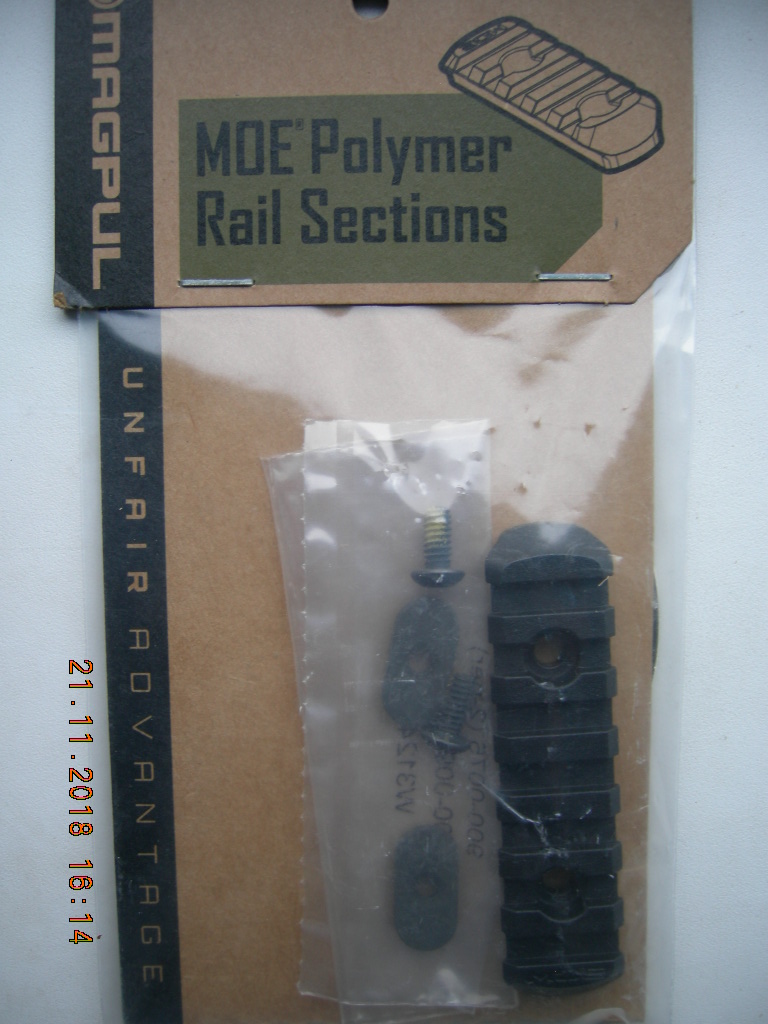 MAGPUL
MOE® Polymer
Rail Sections
UNFAIR ADVANTAGE
21.11.2018 16:14